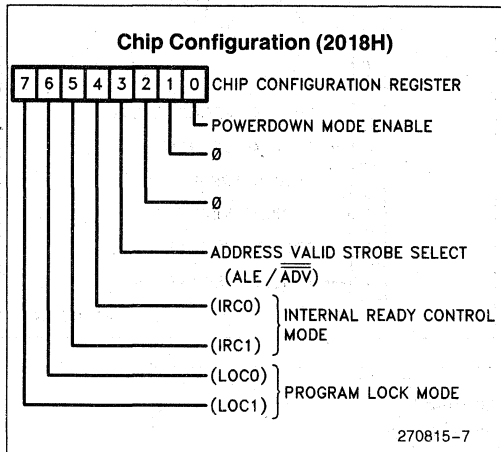 Chip Configuration (2018H)
7 6 5 4 3 2 1 0 CHIP CONFIGURATION REGISTER
POWERDOWN MODE ENABLE
Ø
Ø
ADDRESS VALID STROBE SELECT
(ALE / ADV)
(IRC0)
INTERNAL READY CONTROL
MODE
(IRC1)
(LOC0)
PROGRAM LOCK MODE
(LOC1)
270815-7